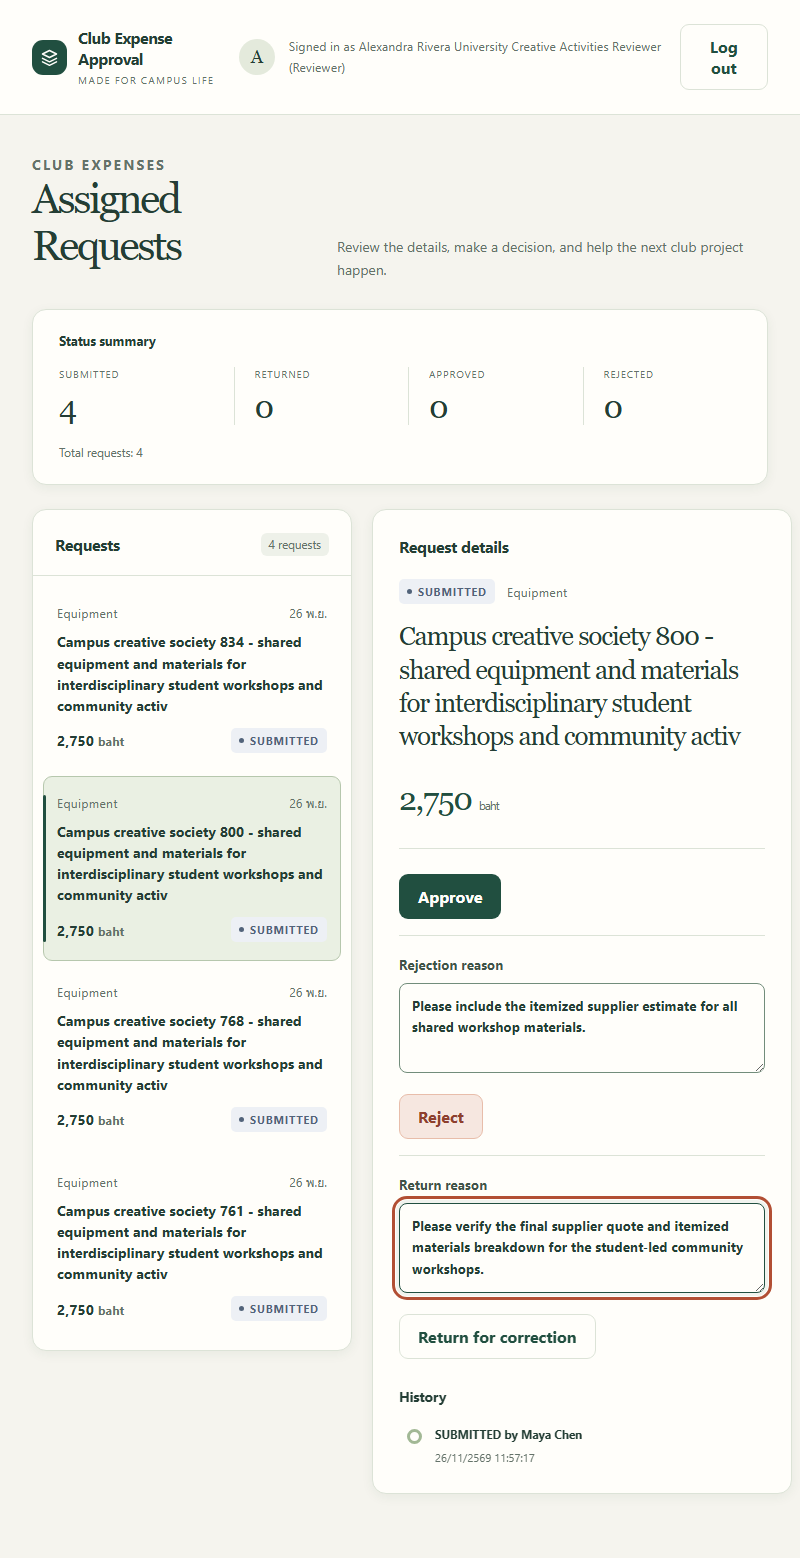 Club Expense
Approval
MADE FOR CAMPUS LIFE
A
Signed in as Alexandra Rivera University Creative Activities Reviewer
(Reviewer)
Log
out
CLUB EXPENSES
Assigned
Requests
Review the details, make a decision, and help the next club project
happen.
Status summary
SUBMITTED
4
RETURNED
0
APPROVED
0
REJECTED
0
Total requests: 4
Requests
4 requests
Equipment
26 พ.ย.
Campus creative society 834 - shared
equipment and materials for
interdisciplinary student workshops and
community activ
2,750 baht
SUBMITTED
Equipment
26 พ.ย.
Campus creative society 800 - shared
equipment and materials for
interdisciplinary student workshops and
community activ
2,750 baht
SUBMITTED
Equipment
26 พ.ย.
Campus creative society 768 - shared
equipment and materials for
interdisciplinary student workshops and
community activ
2,750 baht
SUBMITTED
Equipment
26 พ.ย.
Campus creative society 761 - shared
equipment and materials for
interdisciplinary student workshops and
community activ
2,750 baht
SUBMITTED
Request details
SUBMITTED
Equipment
Campus creative society 800 -
shared equipment and materials
for interdisciplinary student
workshops and community activ
2,750 baht
Approve
Rejection reason
Please include the itemized supplier estimate for all
shared workshop materials.
Reject
Return reason
Please verify the final supplier quote and itemized
materials breakdown for the student-led community
workshops.
Return for correction
History
SUBMITTED by Maya Chen
26/11/2569 11:57:17